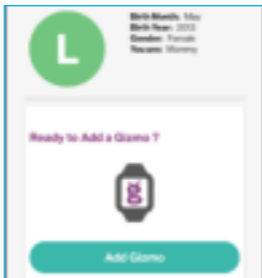 L
Birth Month: May
Birth Year: 2013
Gender: Female
You are: Mommy
Ready to Add a Gizmo ?
g
Add Gizmo